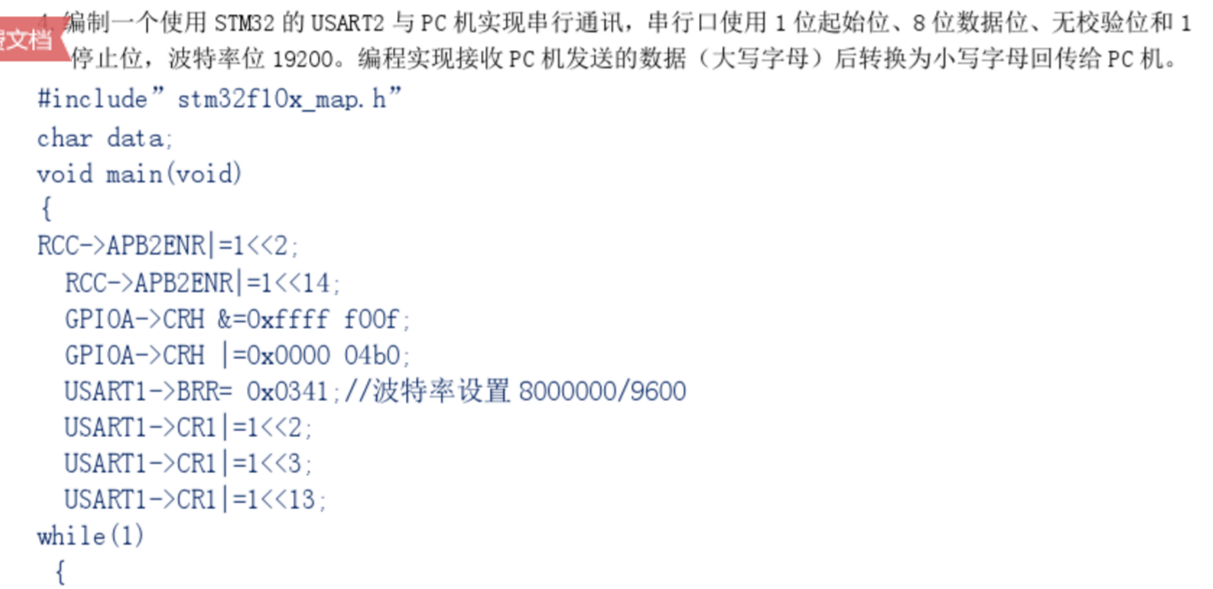 4. 编制一个使用 STM32 的 USART2 与 PC 机实现串行通讯，串行口使用 1 位起始位、8 位数据位、无校验位和 1
文档
停止位，波特率位 19200。编程实现接收 PC 机发送的数据（大写字母）后转换为小写字母回传给 PC 机。
#include” stm32f10x_map.h”
char data;
void main(void)
{
RCC->APB2ENR|=1<<2;
RCC->APB2ENR|=1<<14;
GPIOA->CRH &=0xffff f00f;
GPIOA->CRH |=0x0000 04b0;
USART1->BRR= 0x0341;//波特率设置 8000000/9600
USART1->CR1|=1<<2;
USART1->CR1|=1<<3;
USART1->CR1|=1<<13;
while(1)
{